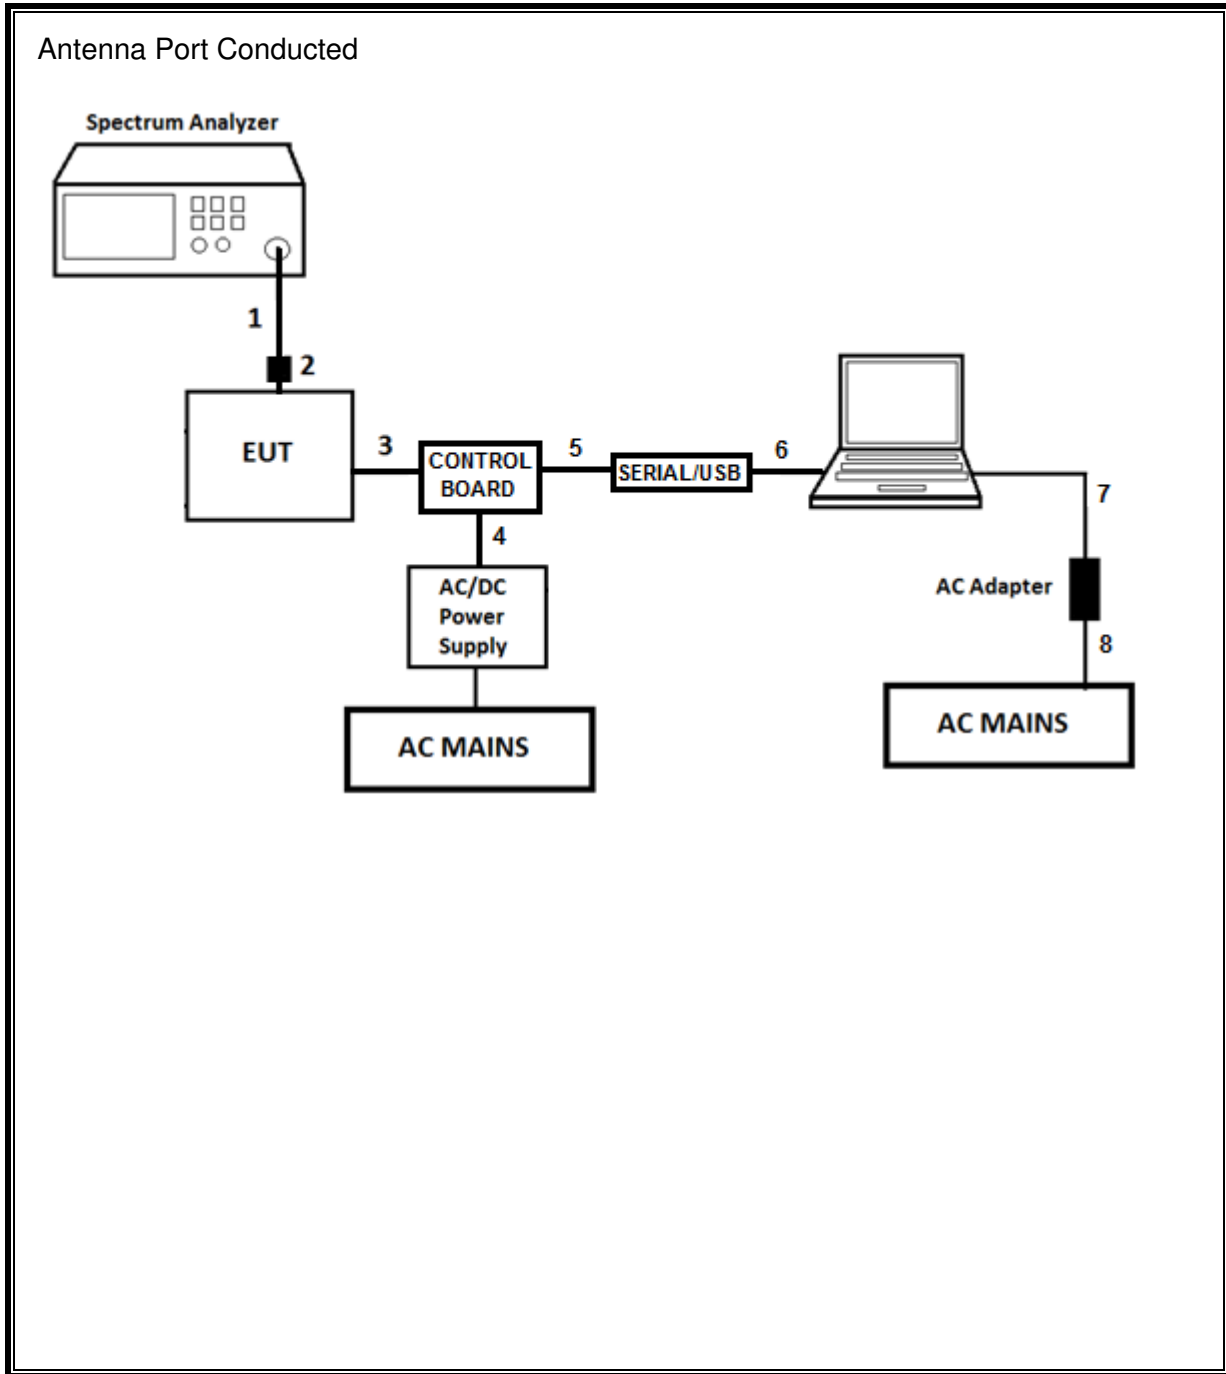 Antenna Port Conducted
Spectrum Analyzer
1
2
EUT
3
CONTROL
BOARD
5
SERIAL/USB
6
7
4
AC/DC
Power
Supply
AC Adapter
8
AC MAINS
AC MAINS